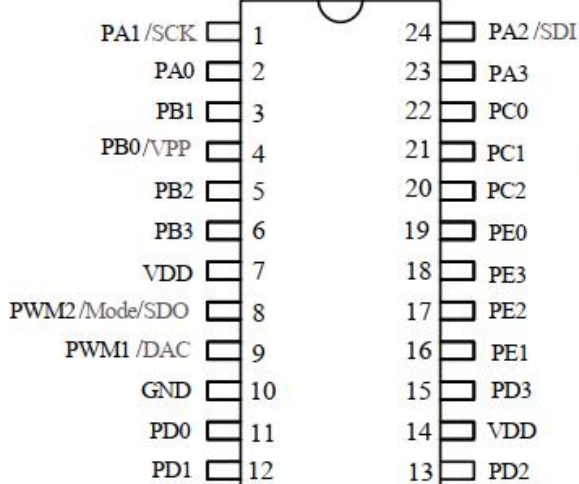 PA1/SCK 1 24 PA2/SDI
PA0 2 23 PA3
PB1 3 22 PC0
PB0/VPP 4 21 PC1
PB2 5 20 PC2
PB3 6 19 PE0
VDD 7 18 PE3
PWM2/Mode/SDO 8 17 PE2
PWM1/DAC 9 16 PE1
GND 10 15 PD3
PD0 11 14 VDD
PD1 12 13 PD2